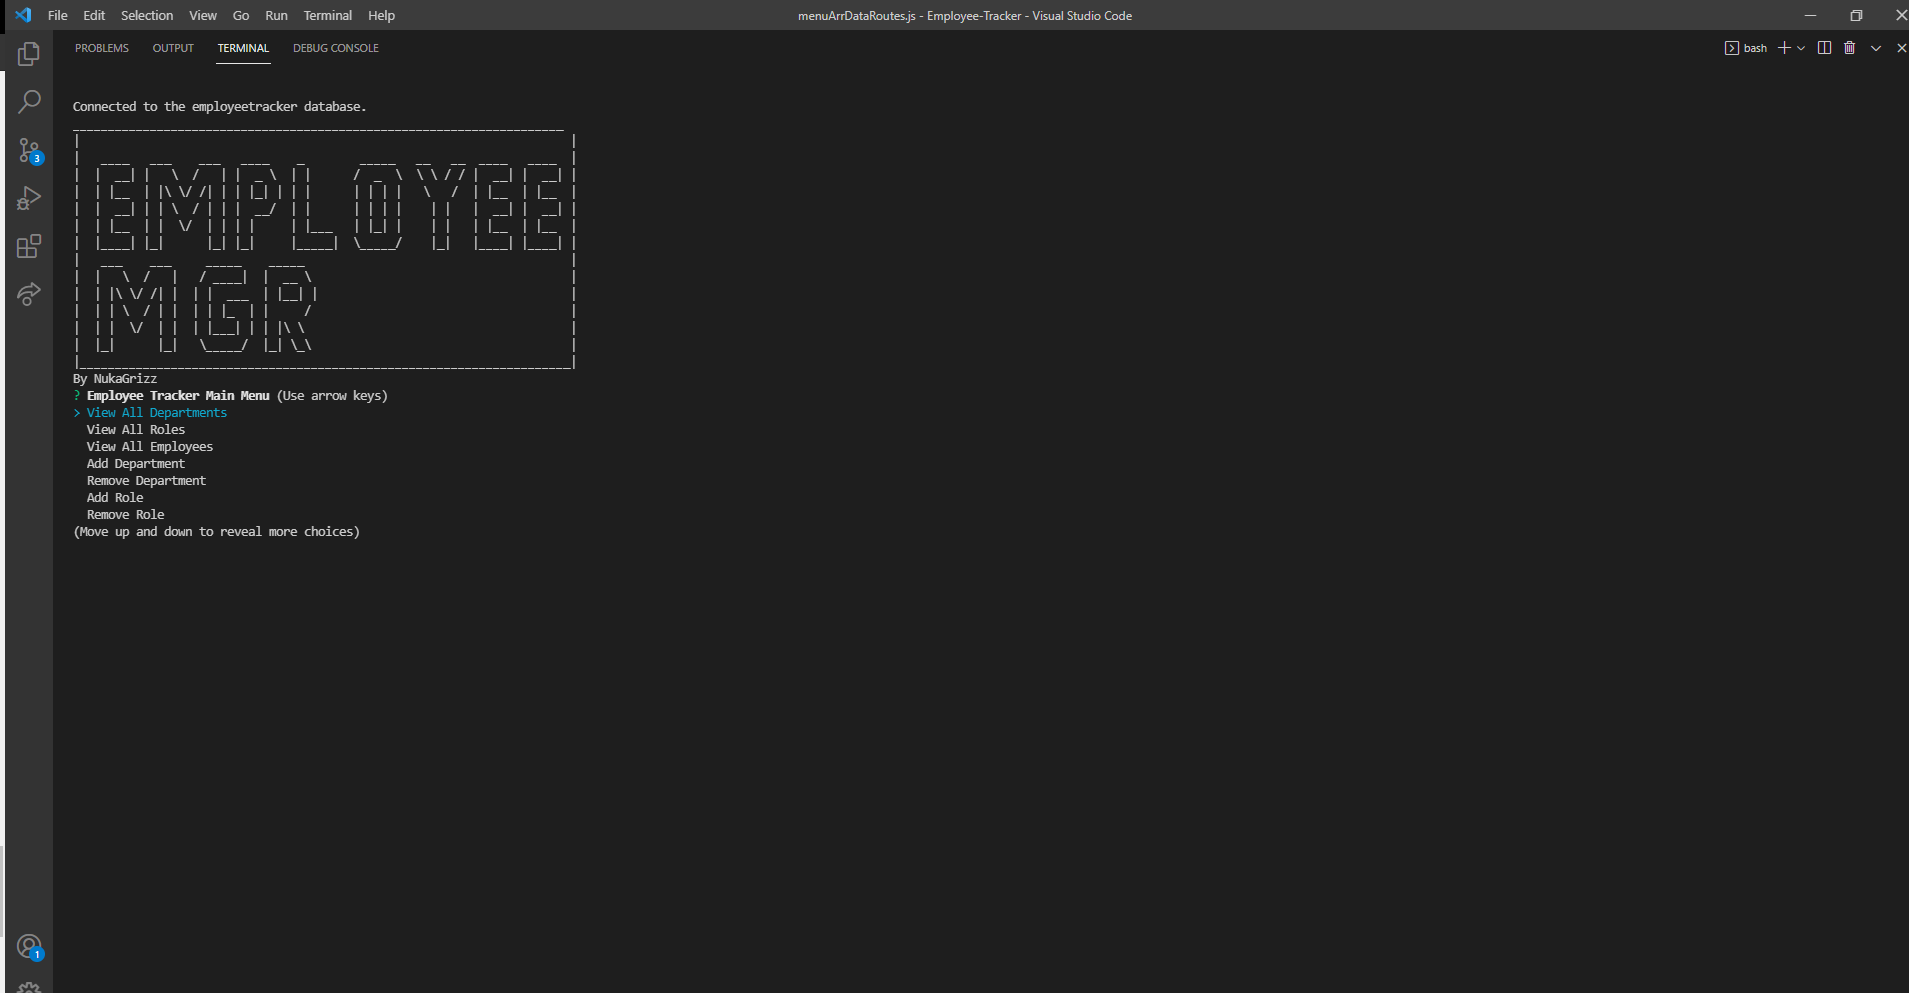 File Edit Selection View Go Run Terminal Help
menuArrDataRoutes.js - Employee-Tracker - Visual Studio Code
PROBLEMS OUTPUT TERMINAL DEBUG CONSOLE
bash
3
Connected to the employeetracker database.
EMPLOYEE
MGR
By NukaGrizz
? Employee Tracker Main Menu (Use arrow keys)
> View All Departments
View All Roles
View All Employees
Add Department
Remove Department
Add Role
Remove Role
(Move up and down to reveal more choices)
1